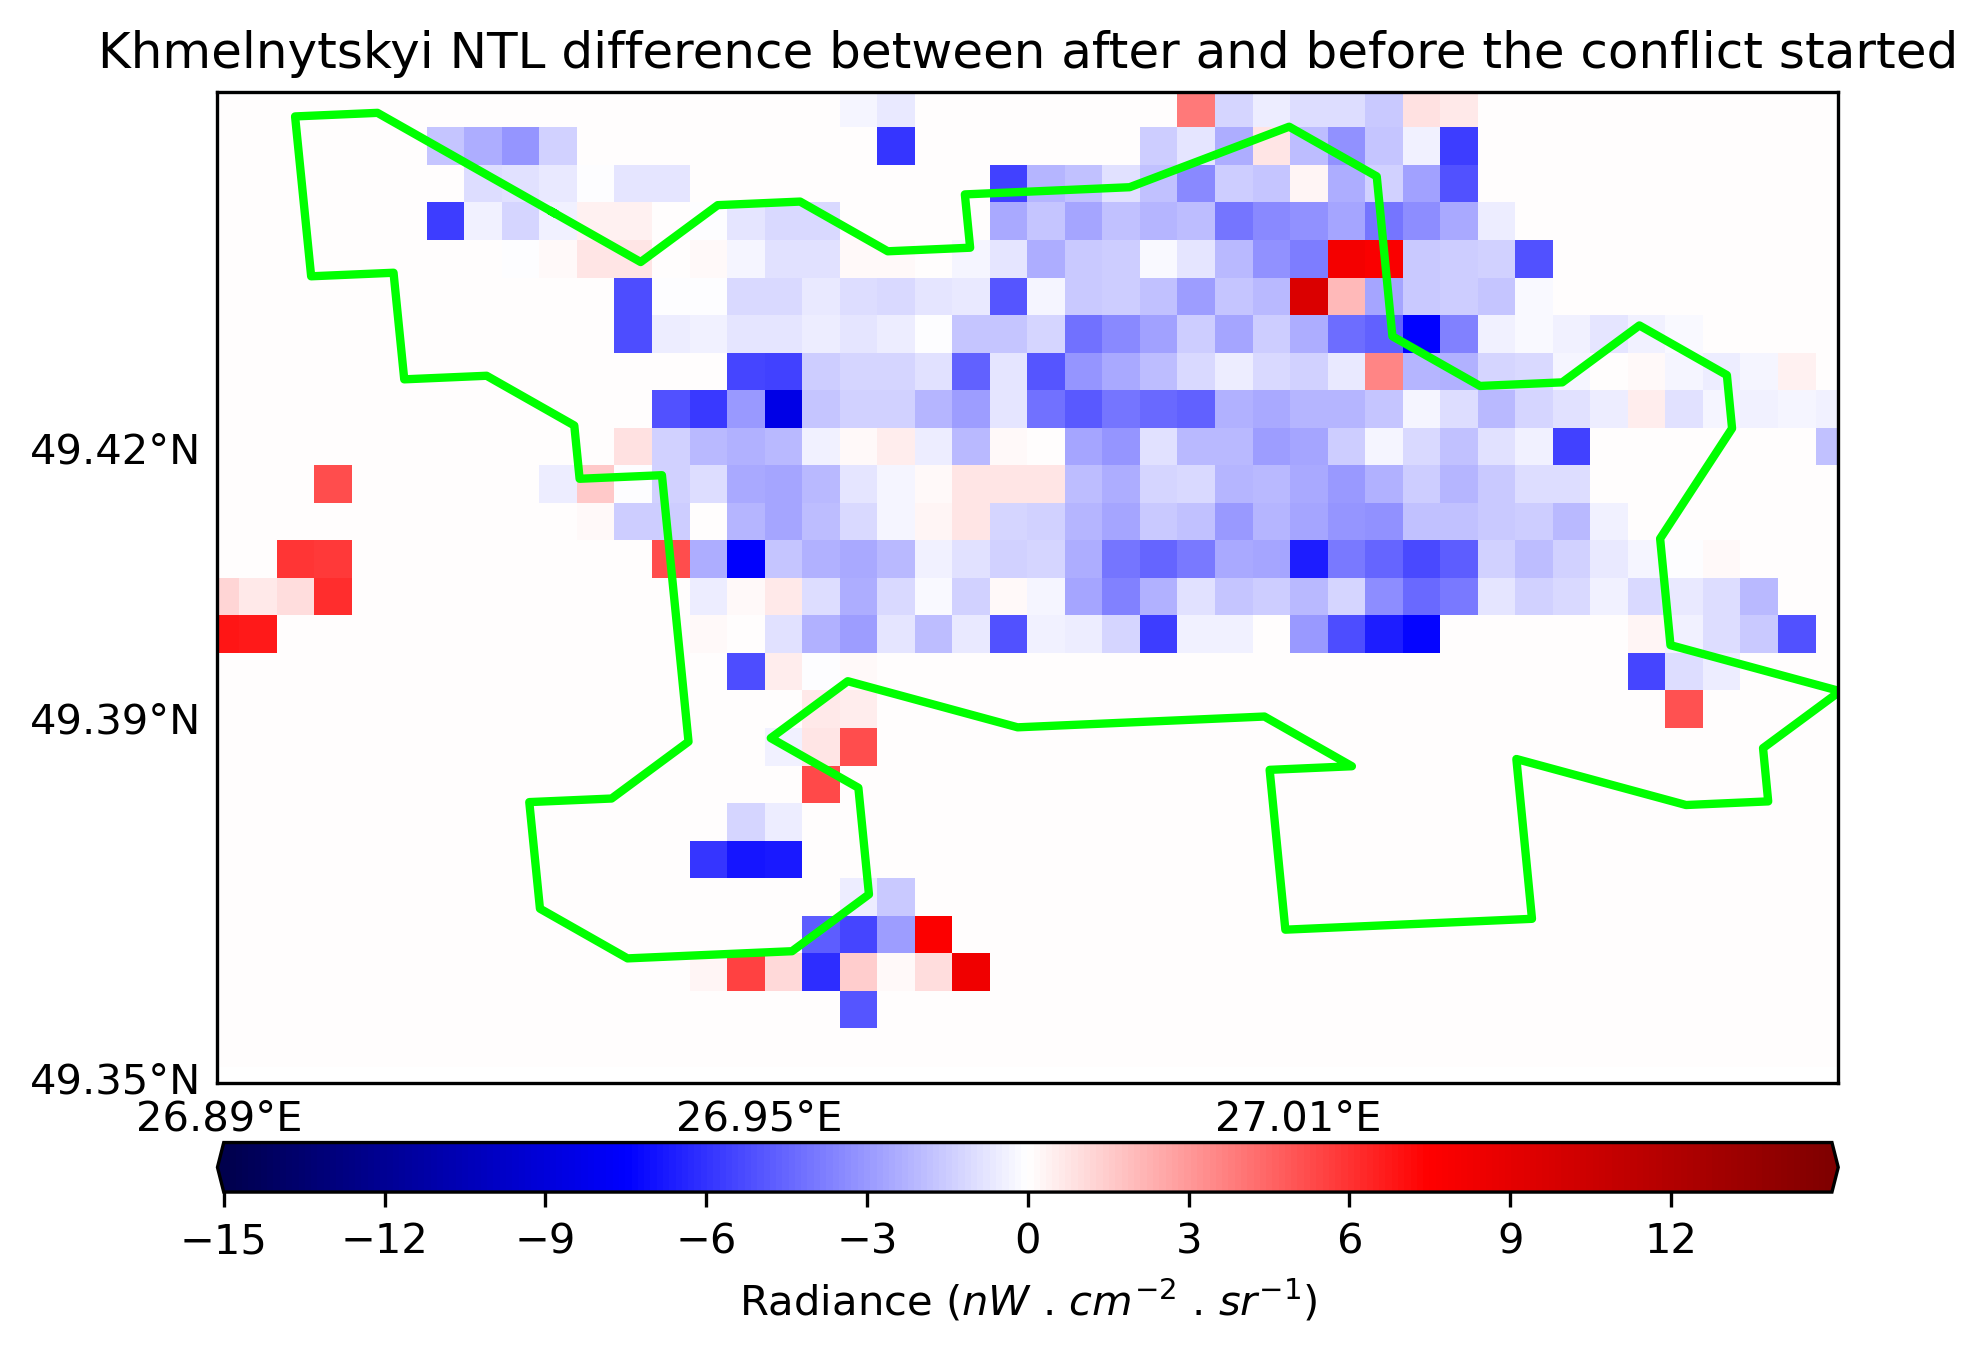 Khmelnytskyi NTL difference between after and before the conflict started
49.42°N
49.39°N
49.35°N
26.89°E 26.95°E 27.01°E
−15 −12 −9 −6 −3 0 3 6 9 12
Radiance (nW . cm⁻² . sr⁻¹)